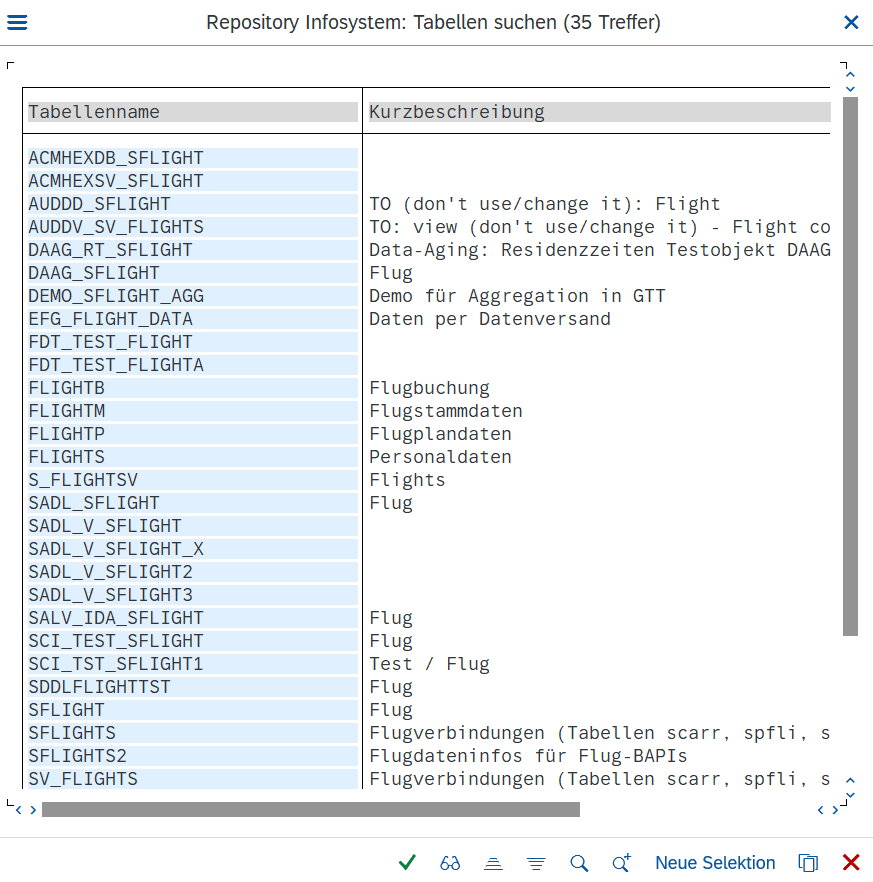 Repository Infosystem: Tabellen suchen (35 Treffer)
Tabellenname Kurzbeschreibung
ACMHEXDB_SFLIGHT
ACMHEXSV_SFLIGHT
AUDDD_SFLIGHT TO (don't use/change it): Flight
AUDDV_SV_FLIGHTS TO: view (don't use/change it) - Flight co
DAAG_RT_SFLIGHT Data-Aging: Residenzzeiten Testobjekt DAAG
DAAG_SFLIGHT Flug
DEMO_SFLIGHT_AGG Demo für Aggregation in GTT
EFG_FLIGHT_DATA Daten per Datenversand
FDT_TEST_FLIGHT
FDT_TEST_FLIGHTA
FLIGHTB Flugbuchung
FLIGHTM Flugstammdaten
FLIGHTP Flugplandaten
FLIGHTS Personaldaten
S_FLIGHTSV Flights
SADL_SFLIGHT Flug
SADL_V_SFLIGHT
SADL_V_SFLIGHT_X
SADL_V_SFLIGHT2
SADL_V_SFLIGHT3
SALV_IDA_SFLIGHT Flug
SCI_TEST_SFLIGHT Flug
SCI_TST_SFLIGHT1 Test / Flug
SDDLFLIGHTTST Flug
SFLIGHT Flug
SFLIGHTS Flugverbindungen (Tabellen scarr, spfli, s
SFLIGHTS2 Flugdateninfos für Flug-BAPIs
SV_FLIGHTS Flugverbindungen (Tabellen scarr, spfli, s
Neue Selektion